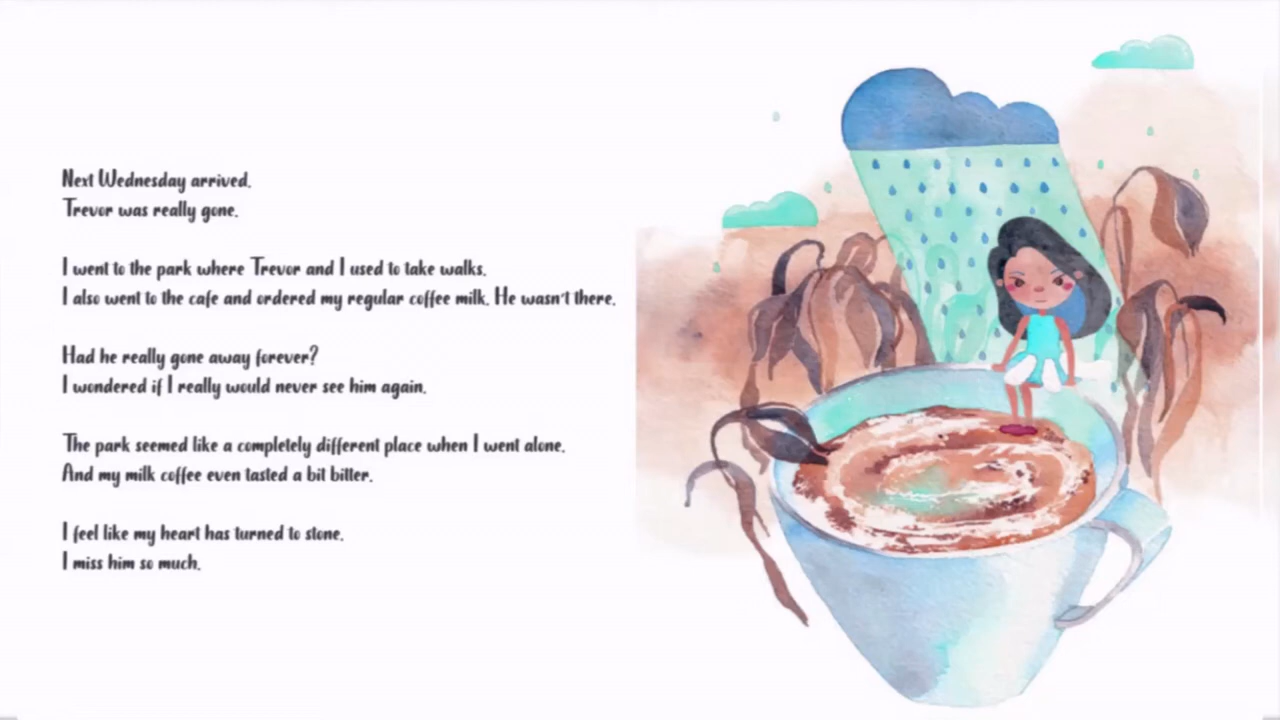 Next Wednesday arrived.
Trevor was really gone.
I went to the park where Trevor and I used to take walks.
I also went to the cafe and ordered my regular coffee milk. He wasn't there.
Had he really gone away forever?
I wondered if I really would never see him again.
The park seemed like a completely different place when I went alone.
And my milk coffee even tasted a bit bitter.
I feel like my heart has turned to stone.
I miss him so much.